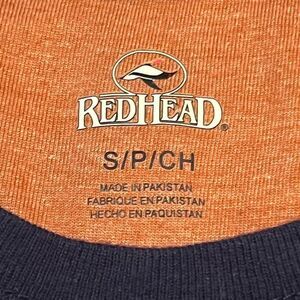 REDHEAD®
S/P/CH
MADE IN PAKISTAN
FABRIQUE EN PAKISTAN
HECHO EN PAQUISTAN